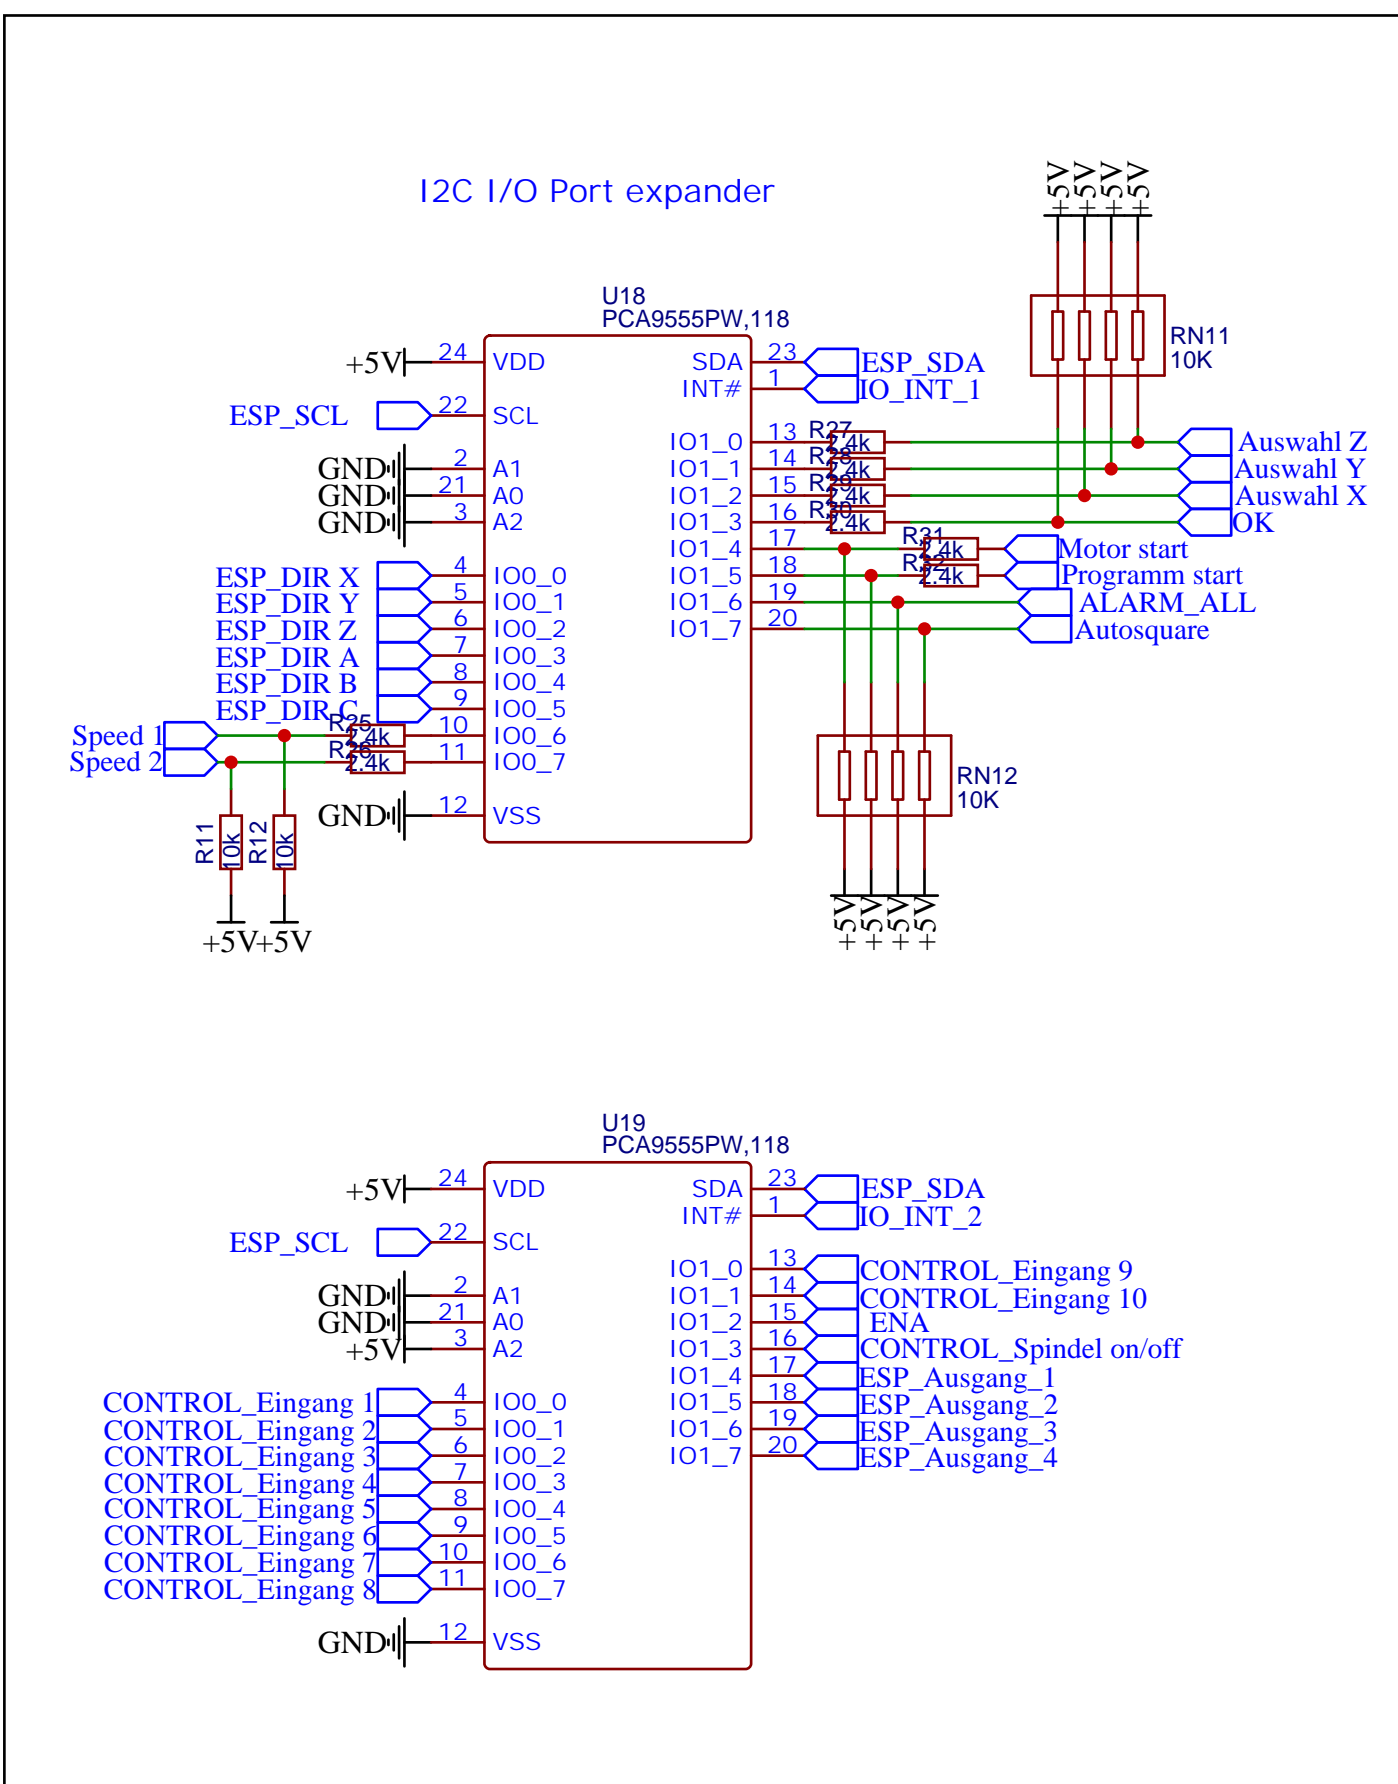 I2C I/O Port expander
+5V +5V +5V +5V
RN11
10K
U18
PCA9555PW,118
+5V 24 VDD
ESP_SCL 22 SCL
GND 2 A1
GND 21 A0
GND 3 A2
ESP_DIR X 4 IO0_0
ESP_DIR Y 5 IO0_1
ESP_DIR Z 6 IO0_2
ESP_DIR A 7 IO0_3
ESP_DIR B 8 IO0_4
ESP_DIR C 9 IO0_5
Speed 1 R25 2.4k 10 IO0_6
Speed 2 R26 2.4k 11 IO0_7
GND 12 VSS
R11 10k R12 10k
+5V +5V
SDA 23 ESP_SDA
INT# 1 IO_INT_1
IO1_0 13 R27 2.4k Auswahl Z
IO1_1 14 R28 2.4k Auswahl Y
IO1_2 15 R29 2.4k Auswahl X
IO1_3 16 R30 2.4k OK
IO1_4 17 R31 2.4k Motor start
IO1_5 18 R32 2.4k Programm start
IO1_6 19 ALARM_ALL
IO1_7 20 Autosquare
RN12
10K
+5V +5V +5V +5V
U19
PCA9555PW,118
+5V 24 VDD
ESP_SCL 22 SCL
GND 2 A1
GND 21 A0
+5V 3 A2
CONTROL_Eingang 1 4 IO0_0
CONTROL_Eingang 2 5 IO0_1
CONTROL_Eingang 3 6 IO0_2
CONTROL_Eingang 4 7 IO0_3
CONTROL_Eingang 5 8 IO0_4
CONTROL_Eingang 6 9 IO0_5
CONTROL_Eingang 7 10 IO0_6
CONTROL_Eingang 8 11 IO0_7
GND 12 VSS
SDA 23 ESP_SDA
INT# 1 IO_INT_2
IO1_0 13 CONTROL_Eingang 9
IO1_1 14 CONTROL_Eingang 10
IO1_2 15 ENA
IO1_3 16 CONTROL_Spindel on/off
IO1_4 17 ESP_Ausgang_1
IO1_5 18 ESP_Ausgang_2
IO1_6 19 ESP_Ausgang_3
IO1_7 20 ESP_Ausgang_4